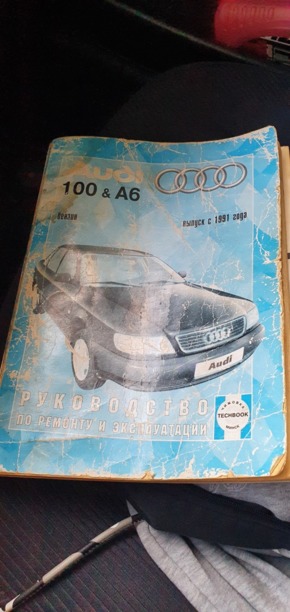 Audi
100 & A6
бензин
выпуск с 1991 года
Audi
РУКОВОДСТВО
ПО РЕМОНТУ И ЭКСПЛУАТАЦИИ
TECHBOOK